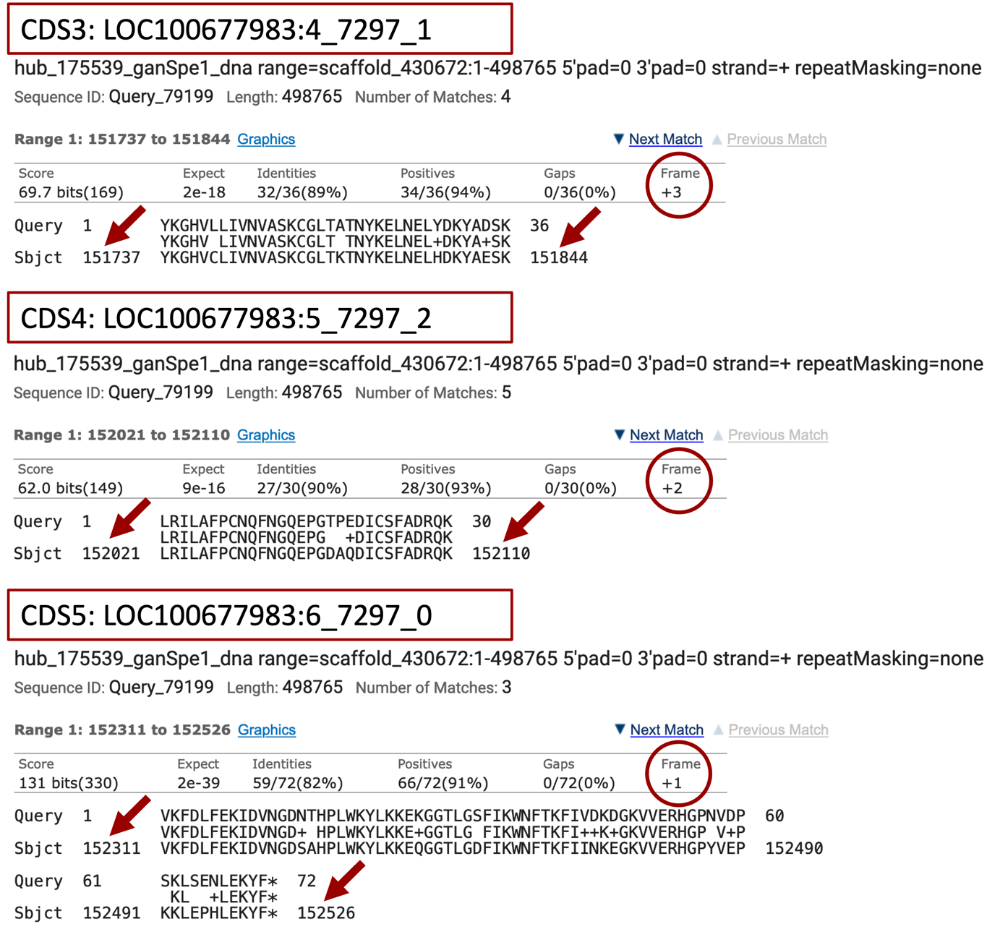 CDS3: LOC100677983:4_7297_1
hub_175539_ganSpe1_dna range=scaffold_430672:1-498765 5'pad=0 3'pad=0 strand=+ repeatMasking=none
Sequence ID: Query_79199 Length: 498765 Number of Matches: 4
Range 1: 151737 to 151844 Graphics ▼ Next Match ▲ Previous Match
Score Expect Identities Positives Gaps Frame
69.7 bits(169) 2e-18 32/36(89%) 34/36(94%) 0/36(0%) +3
Query 1 YKGHVLLIVNVASKCGLTATNYKELNELYDKYADSK 36
YKGHV LIVNVASKCGLT TNYKELNEL+DKYA+SK
Sbjct 151737 YKGHVCLIVNVASKCGLTKTNYKELNELHDKYAESK 151844
CDS4: LOC100677983:5_7297_2
hub_175539_ganSpe1_dna range=scaffold_430672:1-498765 5'pad=0 3'pad=0 strand=+ repeatMasking=none
Sequence ID: Query_79199 Length: 498765 Number of Matches: 5
Range 1: 152021 to 152110 Graphics ▼ Next Match ▲ Previous Match
Score Expect Identities Positives Gaps Frame
62.0 bits(149) 9e-16 27/30(90%) 28/30(93%) 0/30(0%) +2
Query 1 LRILAFPCNQFNGQEPGTPEDICSFADRQK 30
LRILAFPCNQFNGQEPG  +DICSFADRQK
Sbjct 152021 LRILAFPCNQFNGQEPGDAQDICSFADRQK 152110
CDS5: LOC100677983:6_7297_0
hub_175539_ganSpe1_dna range=scaffold_430672:1-498765 5'pad=0 3'pad=0 strand=+ repeatMasking=none
Sequence ID: Query_79199 Length: 498765 Number of Matches: 3
Range 1: 152311 to 152526 Graphics ▼ Next Match ▲ Previous Match
Score Expect Identities Positives Gaps Frame
131 bits(330) 2e-39 59/72(82%) 66/72(91%) 0/72(0%) +1
Query 1 VKFDLFEKIDVNGDNTHPLWKYLKKEKGGTLGSFIKWNFTKFIVDKDGKVVERHGPNVDP 60
VKFDLFEKIDVNGD+ HPLWKYLKKE+GGTLG FIKWNFTKFI++K+GKVVERHGP V+P
Sbjct 152311 VKFDLFEKIDVNGDSAHPLWKYLKKEQGGTLGDFIKWNFTKFIINKEGKVVERHGPYVEP 152490
Query 61 SKLSENLEKYF* 72
KL  +LEKYF*
Sbjct 152491 KKLEPHLEKYF* 152526